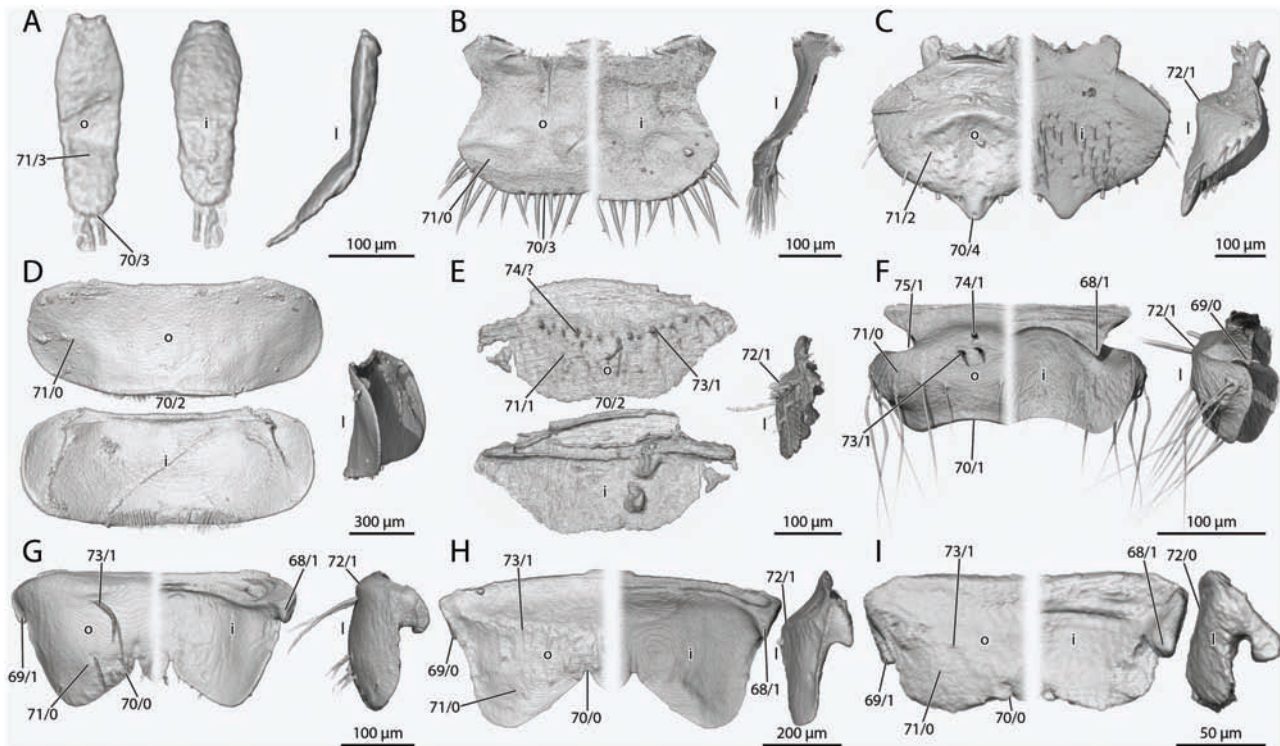 A
o
i
l
71/3
70/3
100 µm
B
o
i
l
71/0
70/3
100 µm
C
72/1
o
i
l
71/2
70/4
100 µm
D
o
71/0
70/2
i
l
300 µm
E
74/?
73/1
71/1
o
70/2
72/1
l
i
100 µm
F
75/1
74/1
68/1
72/1
69/0
71/0
o
i
l
73/1
70/1
100 µm
G
73/1
72/1
68/1
o
i
l
69/1
71/0
70/0
100 µm
H
73/1
72/1
o
i
l
69/0
68/1
71/0
70/0
200 µm
I
73/1
68/1
72/0
o
i
l
69/1
71/0
70/0
50 µm